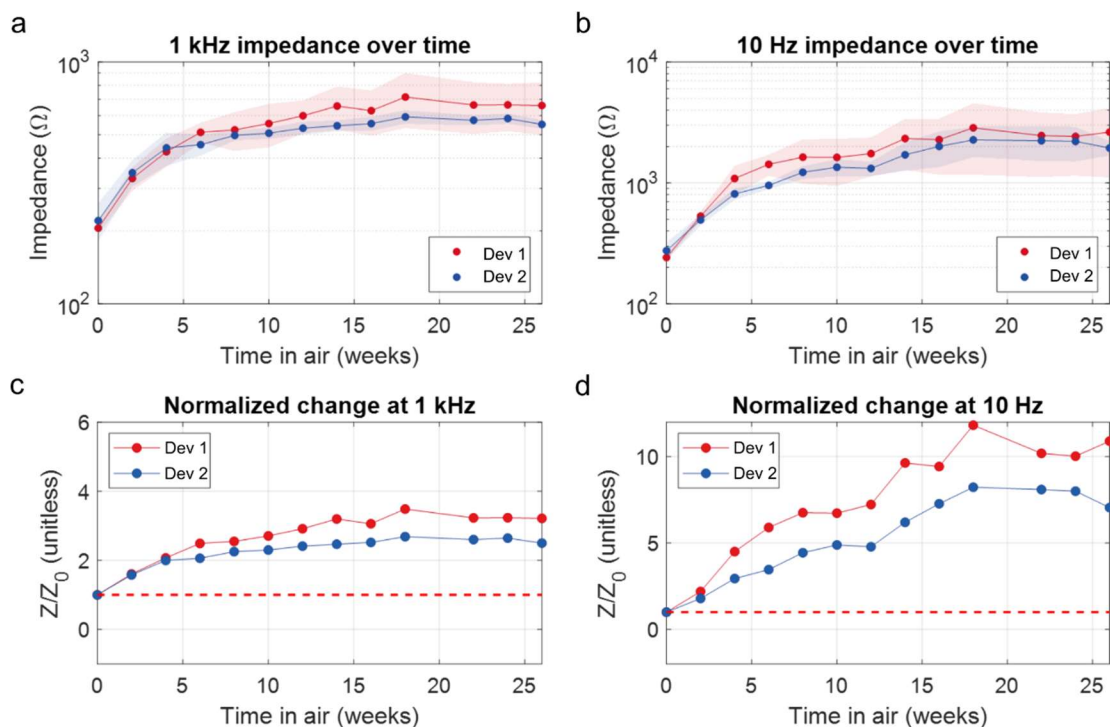 a
1 kHz impedance over time
Impedance (Ω)
10³
10²
0 5 10 15 20 25
Time in air (weeks)
Dev 1
Dev 2
b
10 Hz impedance over time
Impedance (Ω)
10⁴
10³
10²
0 5 10 15 20 25
Time in air (weeks)
Dev 1
Dev 2
c
Normalized change at 1 kHz
Z/Z₀ (unitless)
6
4
2
0
0 5 10 15 20 25
Time in air (weeks)
Dev 1
Dev 2
d
Normalized change at 10 Hz
Z/Z₀ (unitless)
10
5
0
0 5 10 15 20 25
Time in air (weeks)
Dev 1
Dev 2